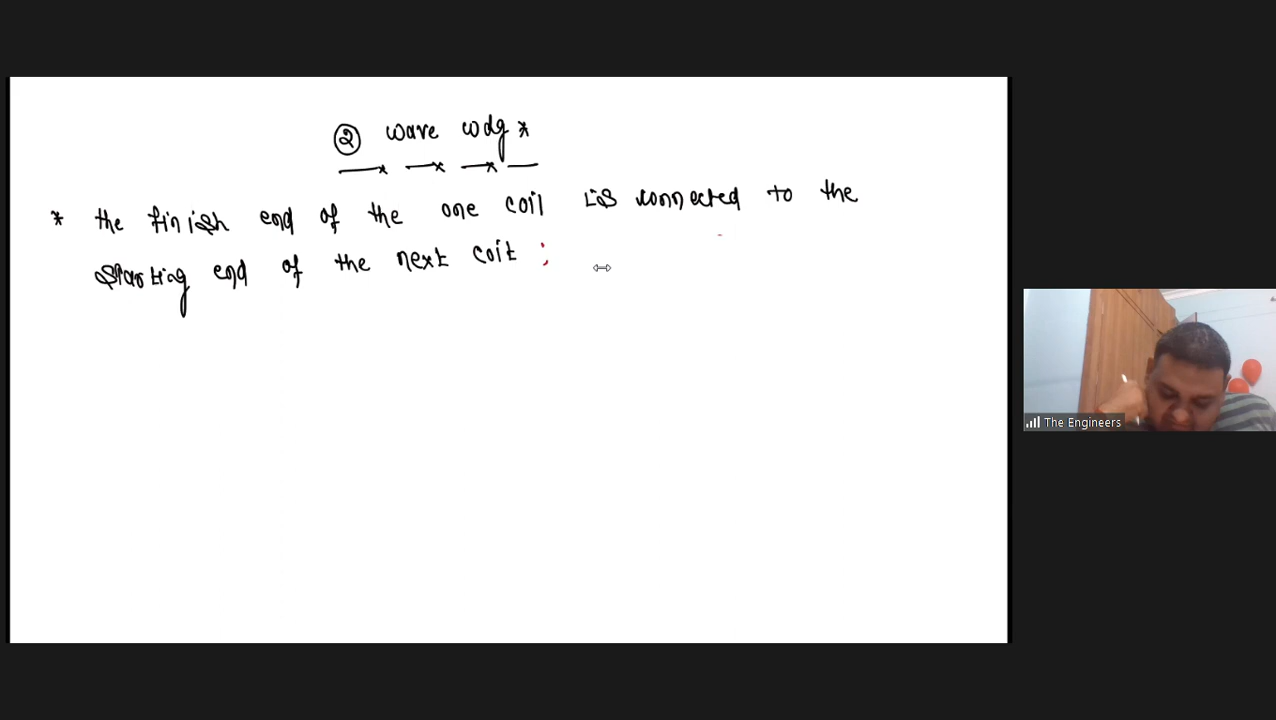 ② wave wdg *
* the finish end of the one coil is connected to the
starting end of the next coil :
The Engineers